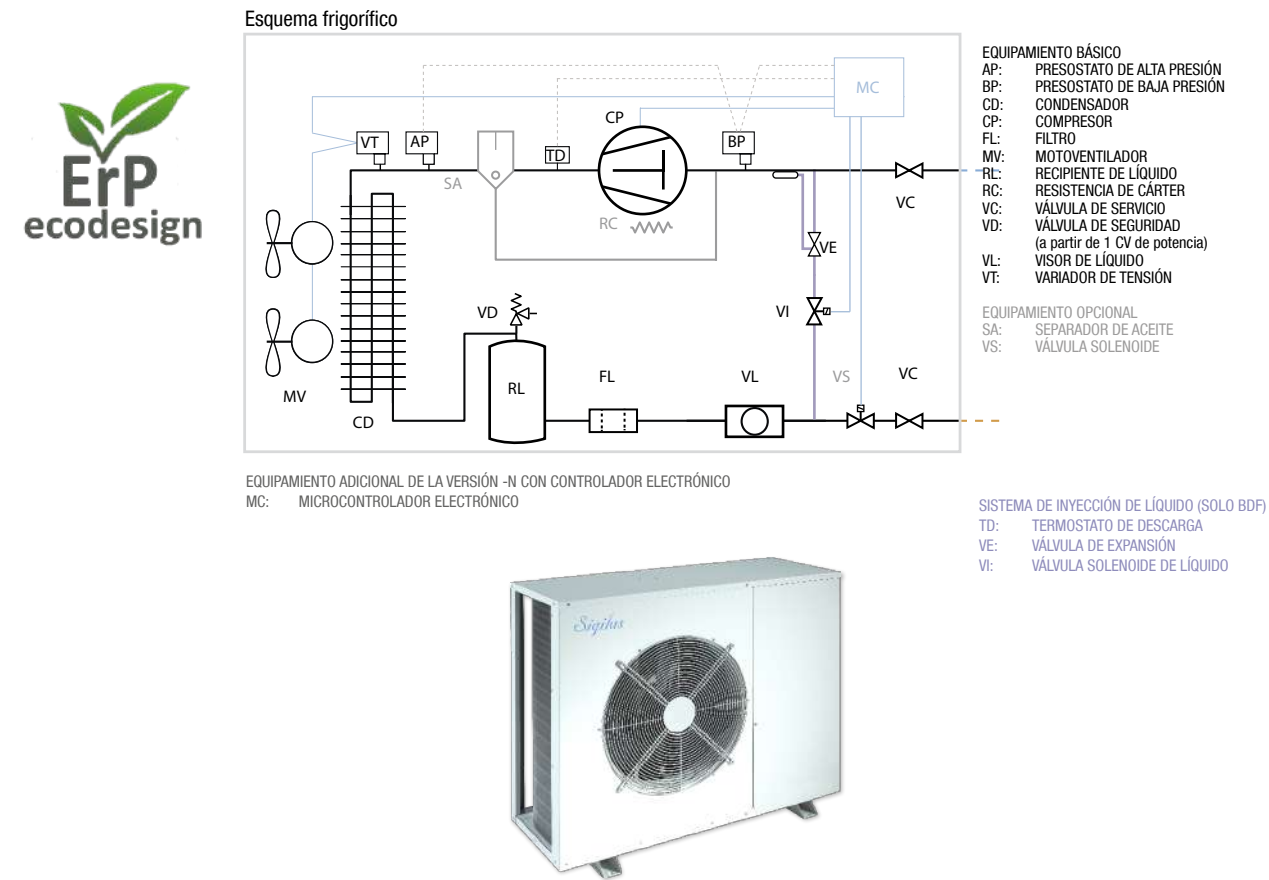 Esquema frigorífico
ErP
ecodesign
MC
CP
VT
AP
TD
BP
SA
RC
VC
VE
VD
VI
RL
FL
VL
VS
VC
MV
CD
EQUIPAMIENTO BÁSICO
AP: PRESOSTATO DE ALTA PRESIÓN
BP: PRESOSTATO DE BAJA PRESIÓN
CD: CONDENSADOR
CP: COMPRESOR
FL: FILTRO
MV: MOTOVENTILADOR
RL: RECIPIENTE DE LÍQUIDO
RC: RESISTENCIA DE CÁRTER
VC: VÁLVULA DE SERVICIO
VD: VÁLVULA DE SEGURIDAD
(a partir de 1 CV de potencia)
VL: VISOR DE LÍQUIDO
VT: VARIADOR DE TENSIÓN
EQUIPAMIENTO OPCIONAL
SA: SEPARADOR DE ACEITE
VS: VÁLVULA SOLENOIDE
EQUIPAMIENTO ADICIONAL DE LA VERSIÓN -N CON CONTROLADOR ELECTRÓNICO
MC: MICROCONTROLADOR ELECTRÓNICO
SISTEMA DE INYECCIÓN DE LÍQUIDO (SOLO BDF)
TD: TERMOSTATO DE DESCARGA
VE: VÁLVULA DE EXPANSIÓN
VI: VÁLVULA SOLENOIDE DE LÍQUIDO
Sigilus